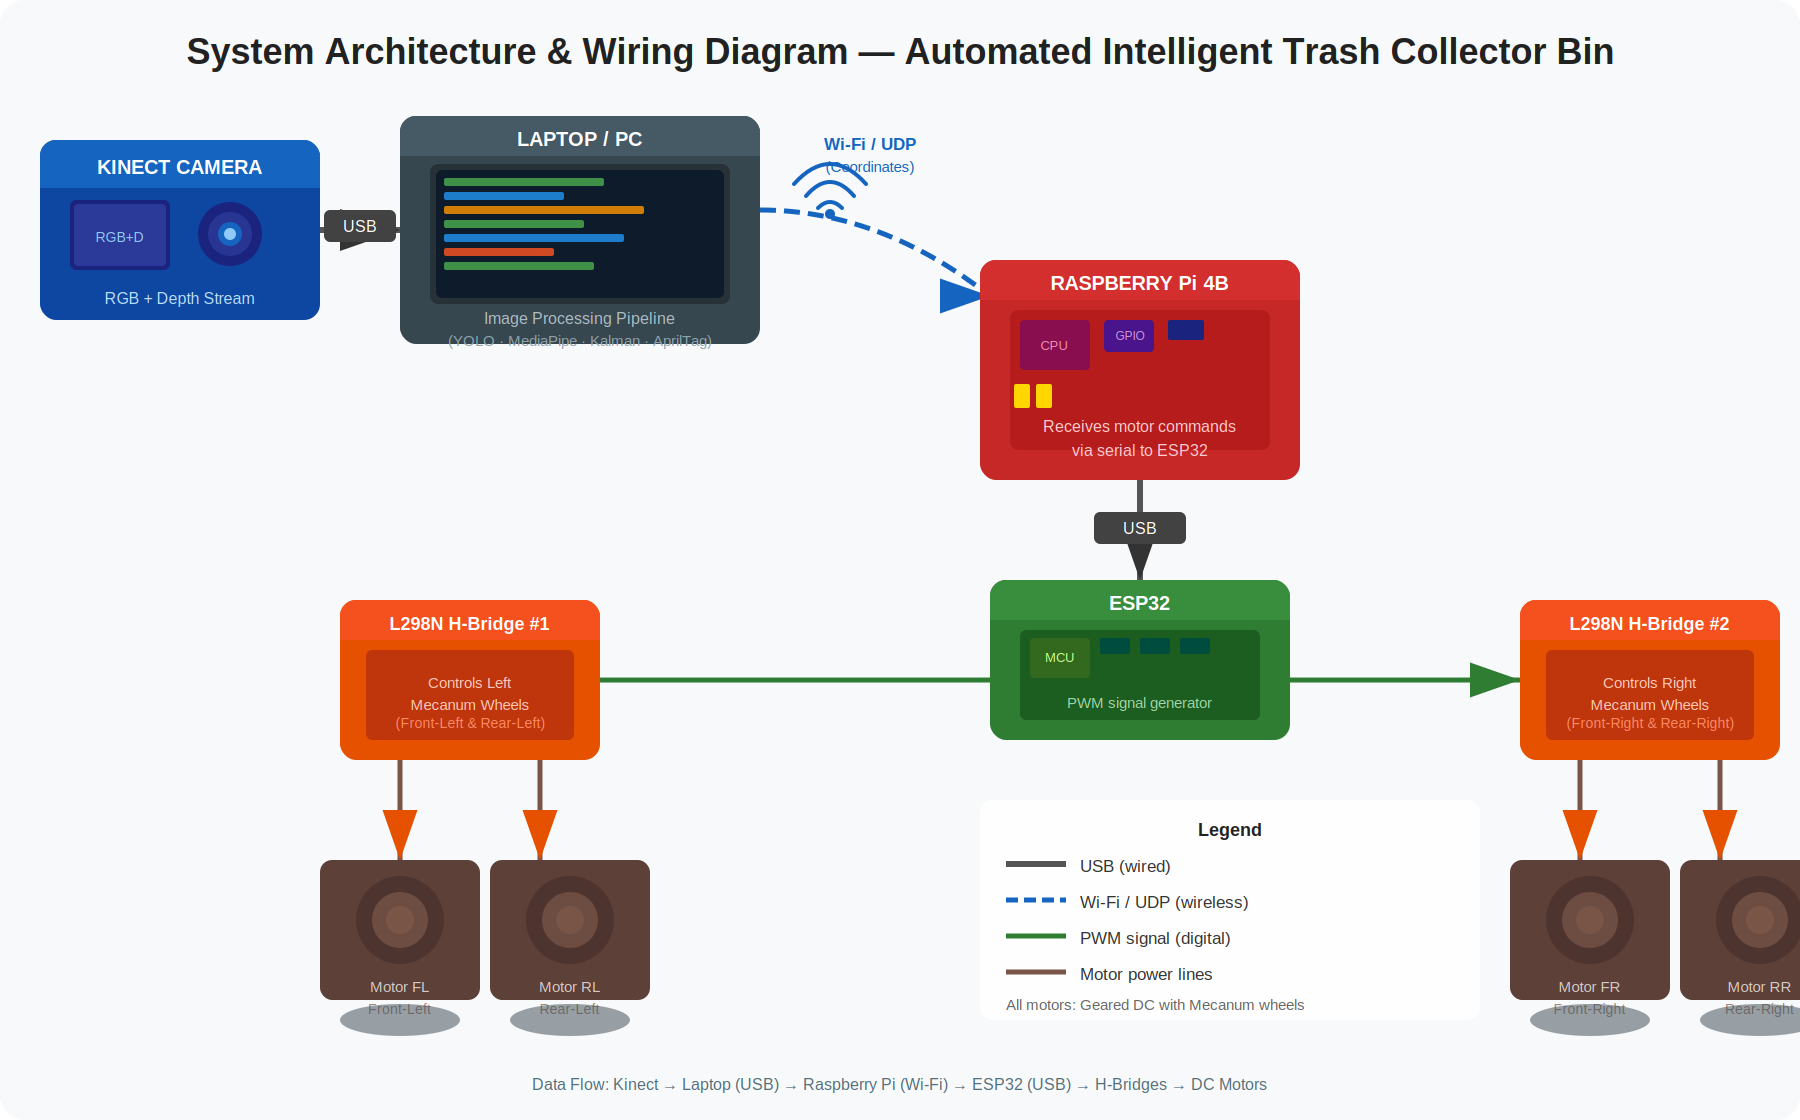 System Architecture & Wiring Diagram — Automated Intelligent Trash Collector Bin
KINECT CAMERA
RGB+D
RGB + Depth Stream
USB
LAPTOP / PC
Image Processing Pipeline
(YOLO · MediaPipe · Kalman · AprilTag)
Wi-Fi / UDP
(Coordinates)
RASPBERRY Pi 4B
CPU
GPIO
Receives motor commands
via serial to ESP32
USB
ESP32
MCU
PWM signal generator
L298N H-Bridge #1
Controls Left
Mecanum Wheels
(Front-Left & Rear-Left)
L298N H-Bridge #2
Controls Right
Mecanum Wheels
(Front-Right & Rear-Right)
Motor FL
Front-Left
Motor RL
Rear-Left
Legend
USB (wired)
Wi-Fi / UDP (wireless)
PWM signal (digital)
Motor power lines
All motors: Geared DC with Mecanum wheels
Motor FR
Front-Right
Motor RR
Rear-Right
Data Flow: Kinect → Laptop (USB) → Raspberry Pi (Wi-Fi) → ESP32 (USB) → H-Bridges → DC Motors